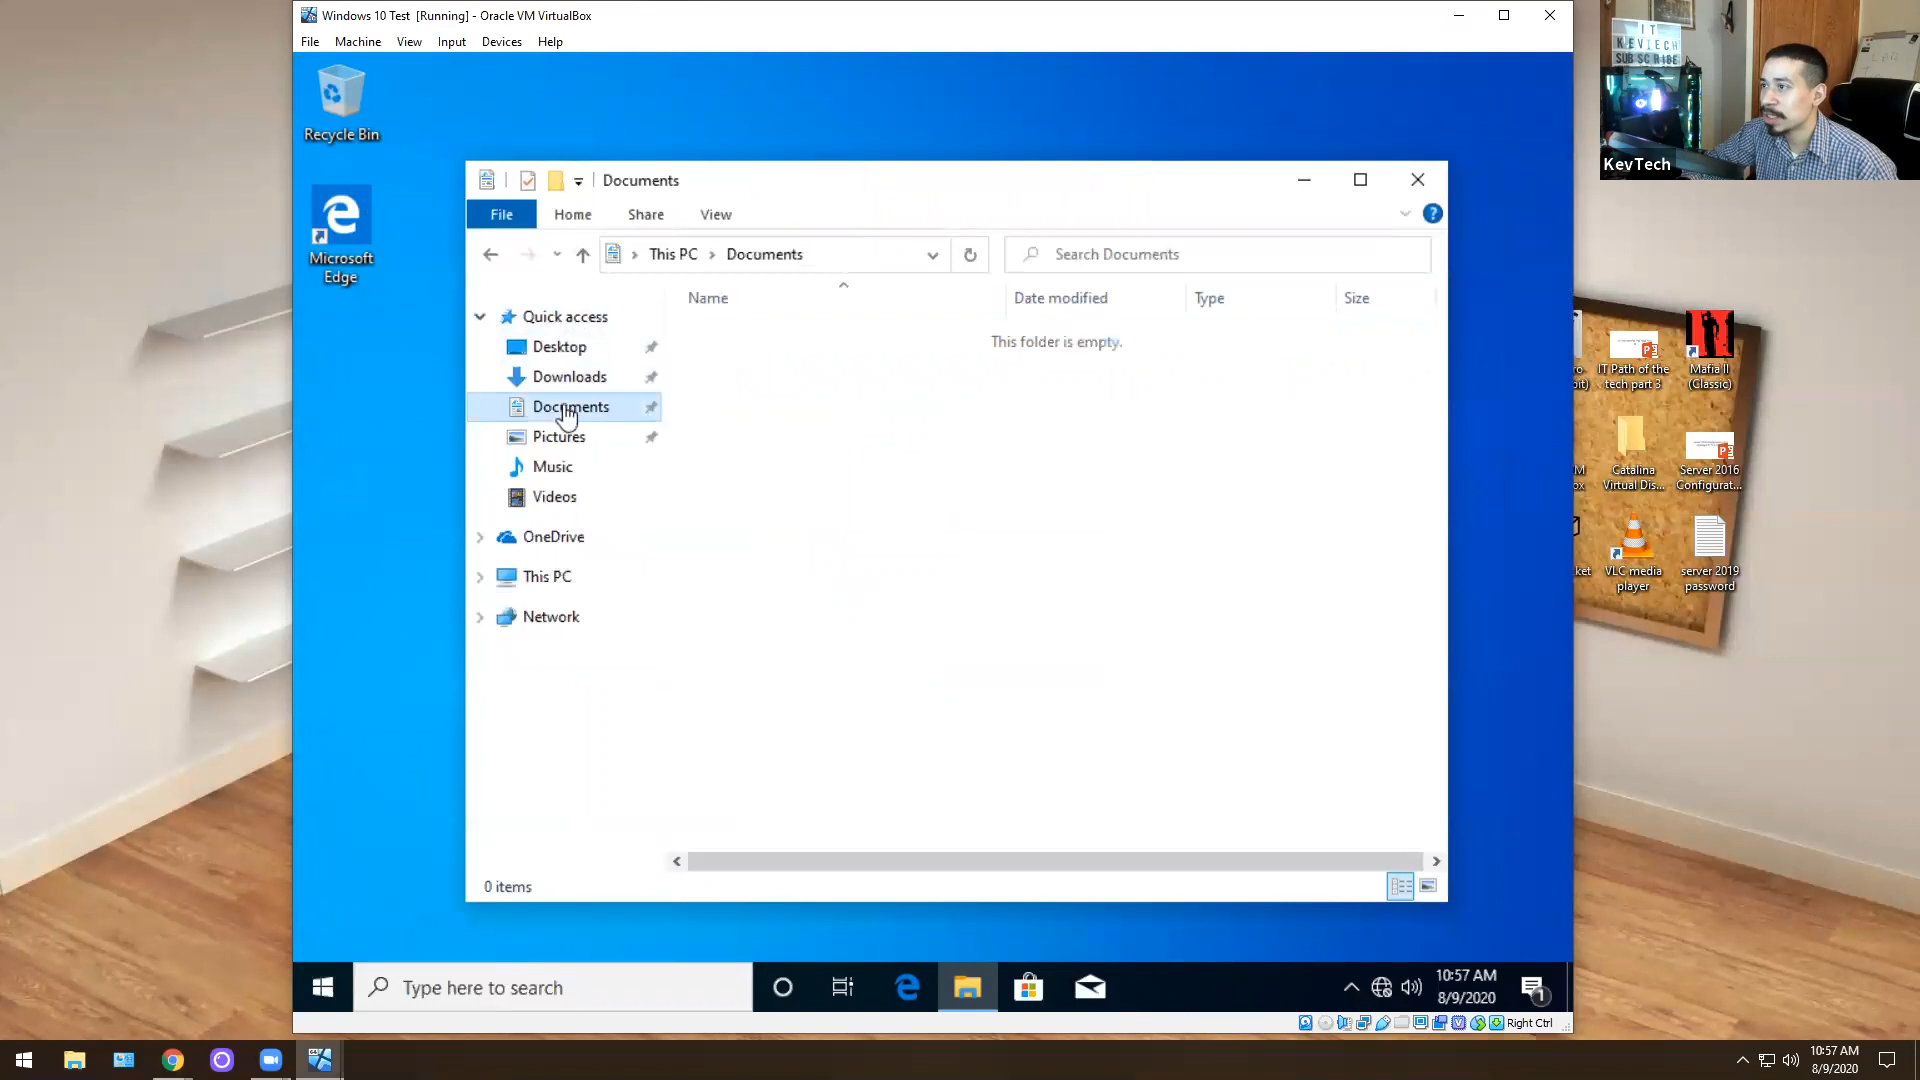 Windows 10 Test [Running] - Oracle VM VirtualBox
File Machine View Input Devices Help
Recycle Bin
Microsoft
Edge
Documents
File Home Share View
This PC Documents
Search Documents
Name Date modified Type Size
This folder is empty.
Quick access
Desktop
Downloads
Documents
Pictures
Music
Videos
OneDrive
This PC
Network
0 items
Type here to search
10:57 AM
8/9/2020
1
Right Ctrl
IT
KEVTECH
SUBSCRIBE
KevTech
IT Path of the
tech part 3
Mafia II
(Classic)
Catalina
Virtual Dis...
Server 2016
Configurat...
VLC media
player
server 2019
password
10:57 AM
8/9/2020